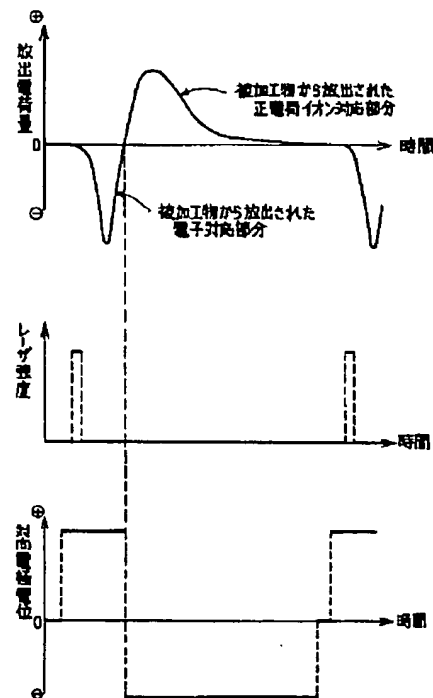 ⊕
放出電荷量
0
⊖
被加工物から放出された
正電荷イオン対応部分
時間
被加工物から放出された
電子対応部分
レーザ強度
時間
⊕
対向電極電位
0
時間
⊖